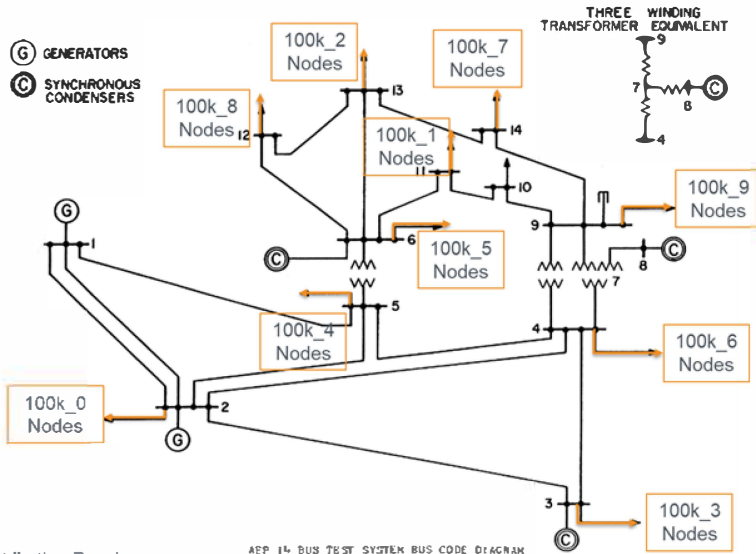 THREE WINDING
TRANSFORMER EQUIVALENT
G GENERATORS
C SYNCHRONOUS
CONDENSERS
100k_2
Nodes
100k_7
Nodes
9
7
8
C
4
100k_8
Nodes
13
12
100k_1
Nodes
14
11
10
100k_9
Nodes
9
G
1
6
C
100k_5
Nodes
C
8
7
100k_4
Nodes
5
4
100k_6
Nodes
100k_0
Nodes
2
G
3
C
100k_3
Nodes
AEP 14 BUS TEST SYSTEM BUS CODE DIAGRAM